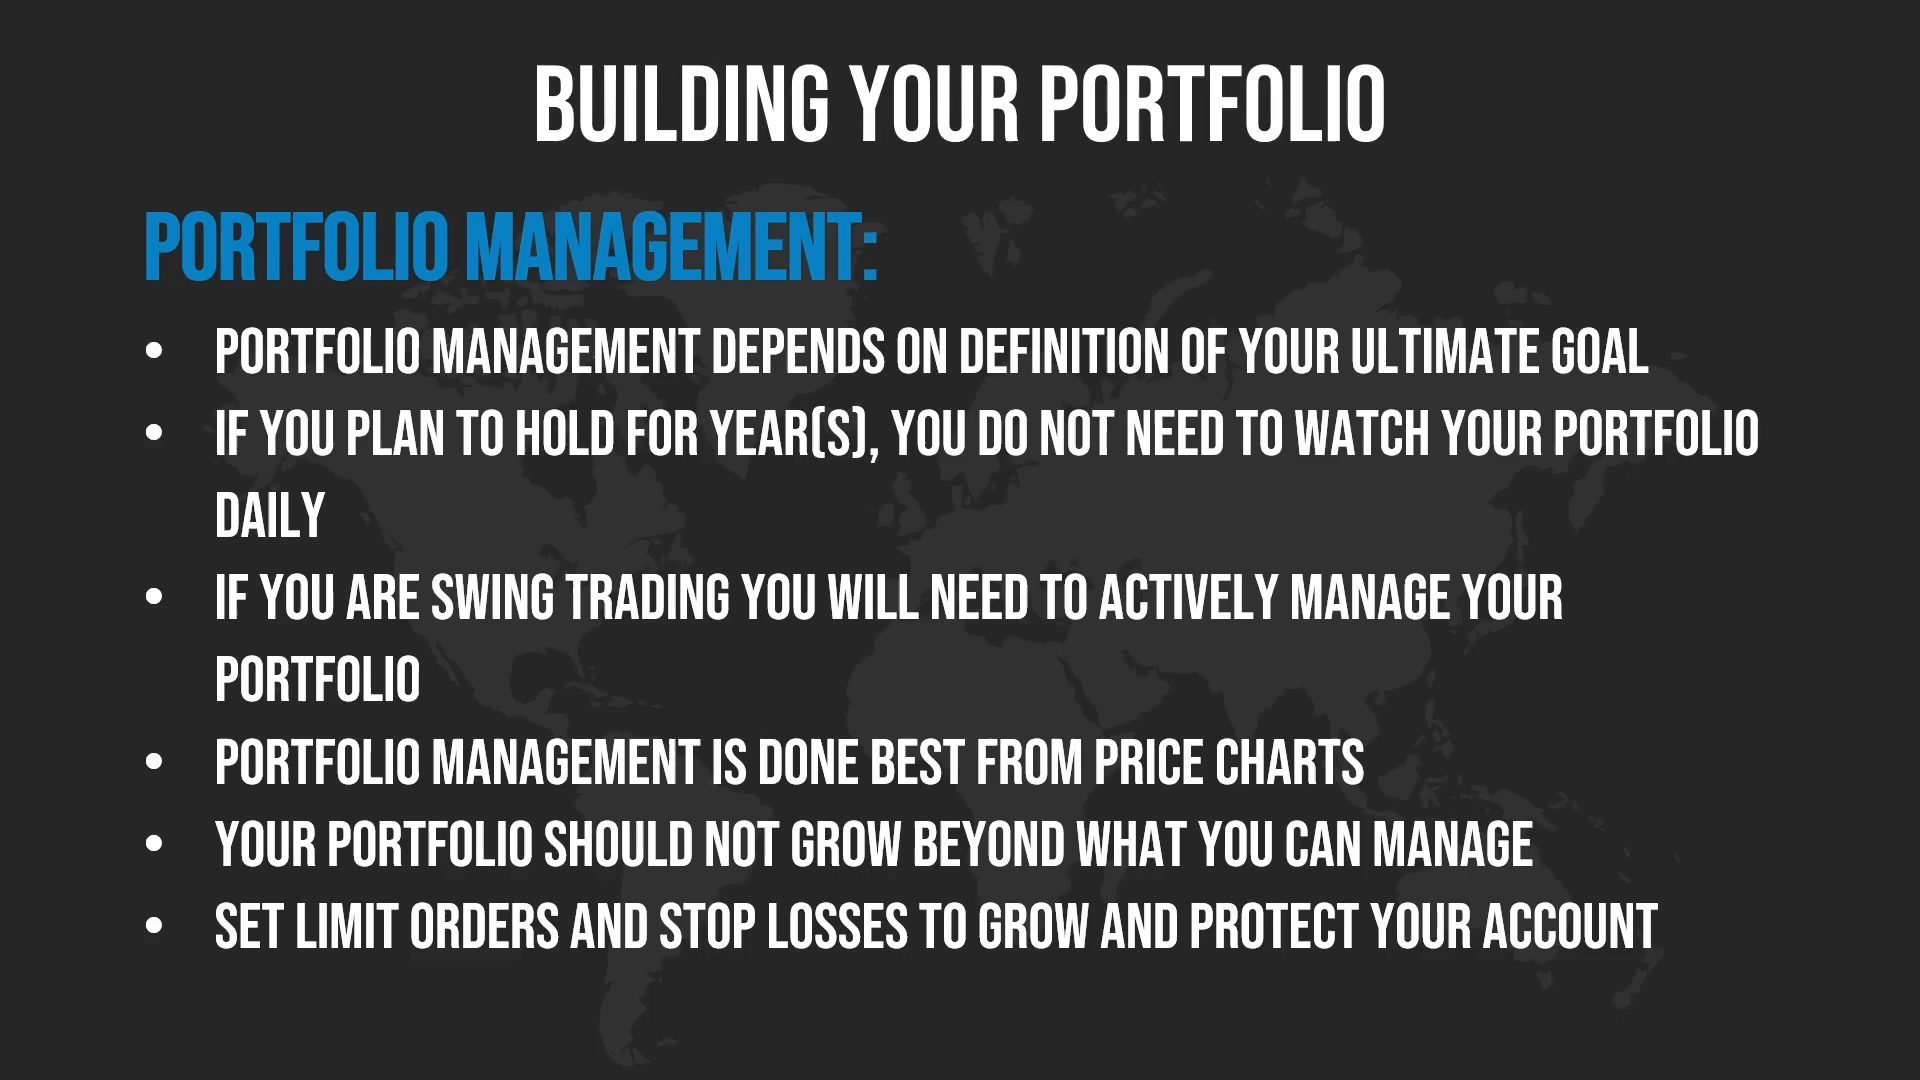 BUILDING YOUR PORTFOLIO
PORTFOLIO MANAGEMENT:
• PORTFOLIO MANAGEMENT DEPENDS ON DEFINITION OF YOUR ULTIMATE GOAL
• IF YOU PLAN TO HOLD FOR YEAR(S), YOU DO NOT NEED TO WATCH YOUR PORTFOLIO
DAILY
• IF YOU ARE SWING TRADING YOU WILL NEED TO ACTIVELY MANAGE YOUR
PORTFOLIO
• PORTFOLIO MANAGEMENT IS DONE BEST FROM PRICE CHARTS
• YOUR PORTFOLIO SHOULD NOT GROW BEYOND WHAT YOU CAN MANAGE
• SET LIMIT ORDERS AND STOP LOSSES TO GROW AND PROTECT YOUR ACCOUNT